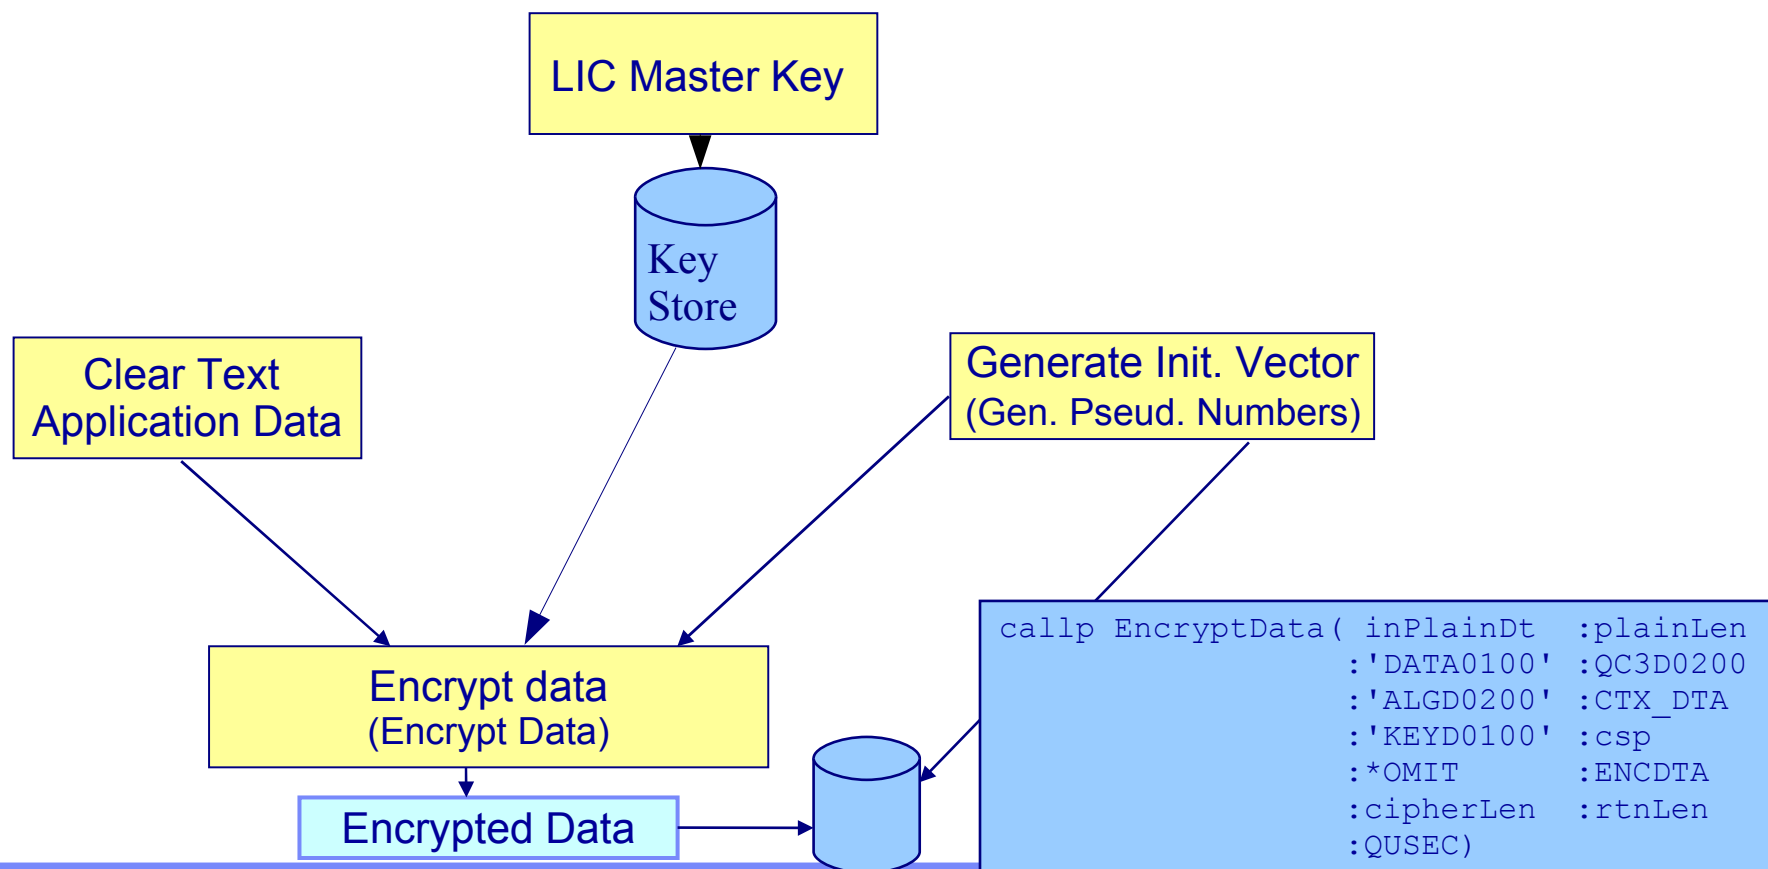 LIC Master Key
Key
Store
Clear Text
Application Data
Generate Init. Vector
(Gen. Pseud. Numbers)
Encrypt data
(Encrypt Data)
Encrypted Data
callp EncryptData( inPlainDt :plainLen
:'DATA0100' :QC3D0200
:'ALGD0200' :CTX_DTA
:'KEYD0100' :csp
:*OMIT :ENCDTA
:cipherLen :rtnLen
:QUSEC)